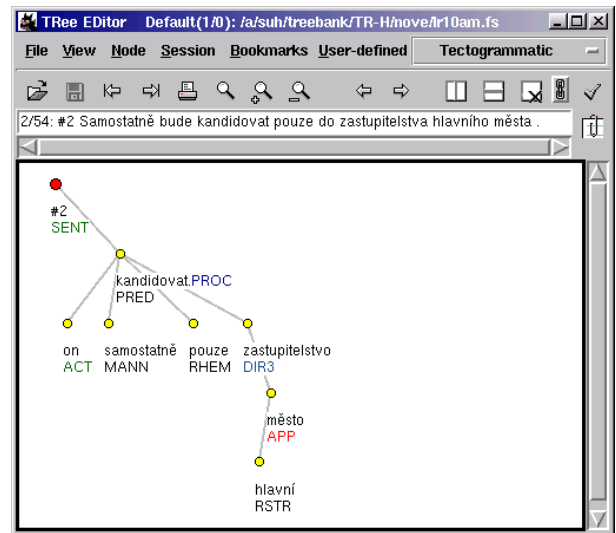 TRee EDitor Default(1/0): /a/suh/treebank/TR-H/nove/lr10am.fs
File View Node Session Bookmarks User-defined Tectogrammatic
2/54: #2 Samostatně bude kandidovat pouze do zastupitelstva hlavního města .
#2
SENT
kandidovat.PROC
PRED
on samostatně pouze zastupitelstvo
ACT MANN RHEM DIR3
město
APP
hlavní
RSTR